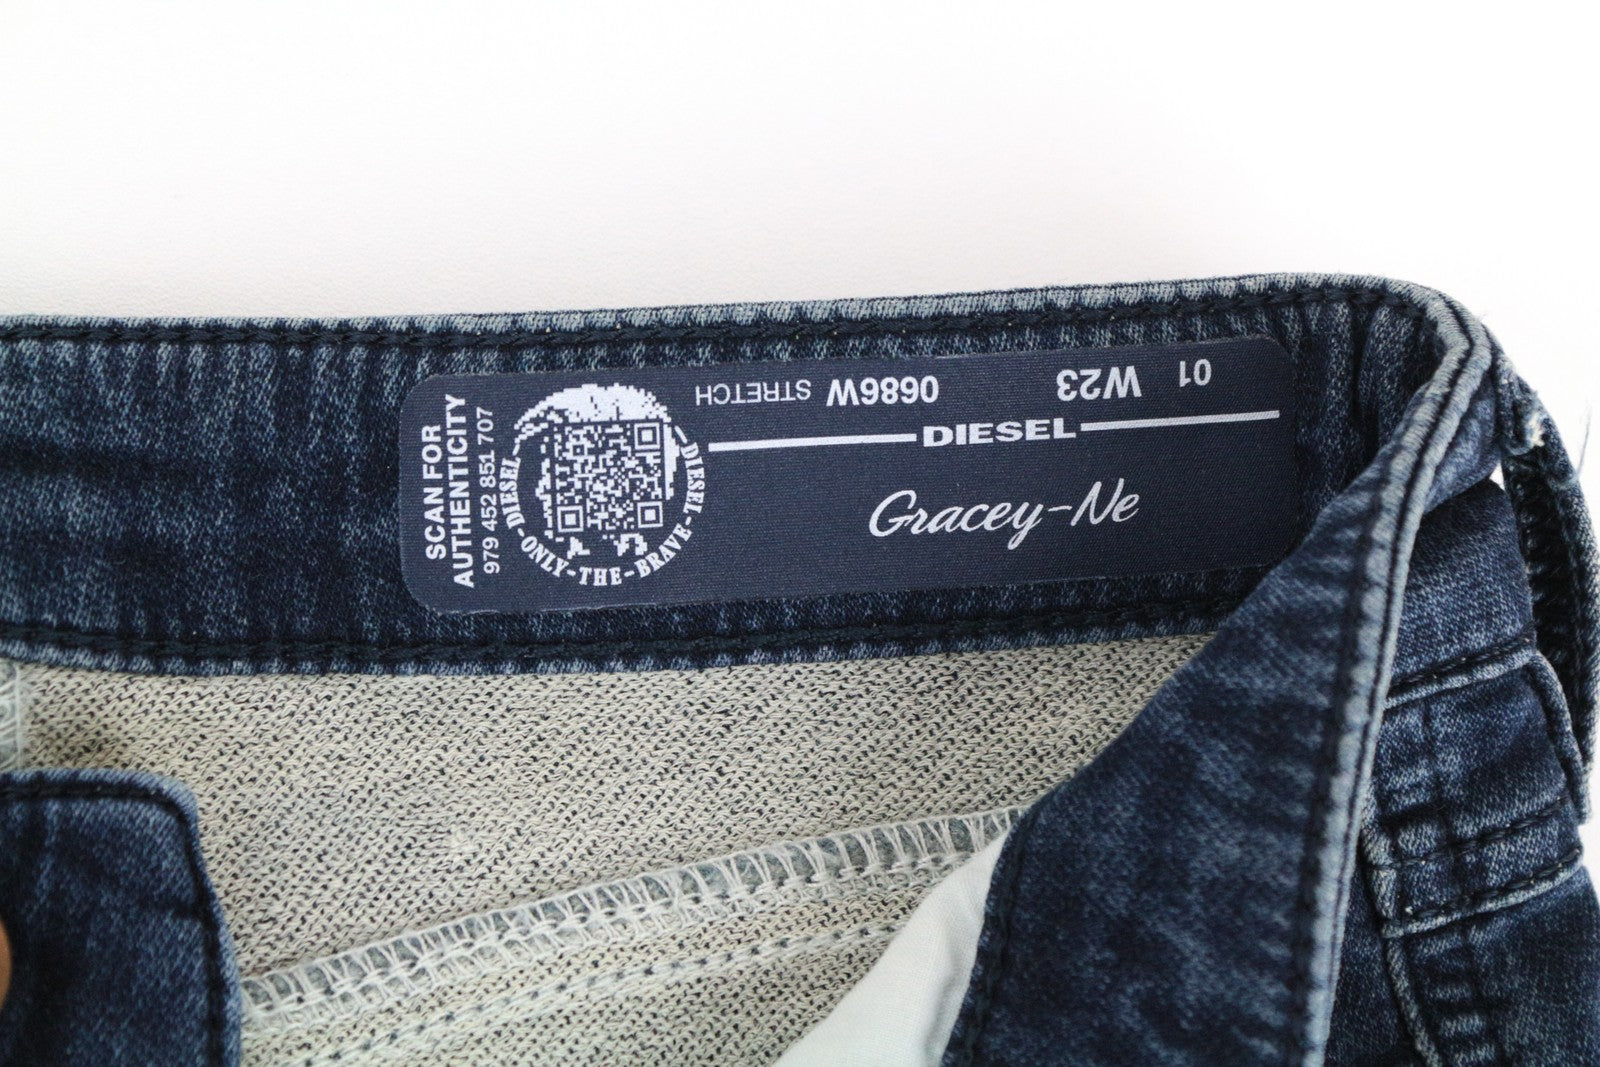 SCAN FOR
AUTHENTICITY
979 452 851 707
DIESEL-ONLY-THE-BRAVE-DIESEL
01 W23 0686W STRETCH
DIESEL
Gracey-Ne